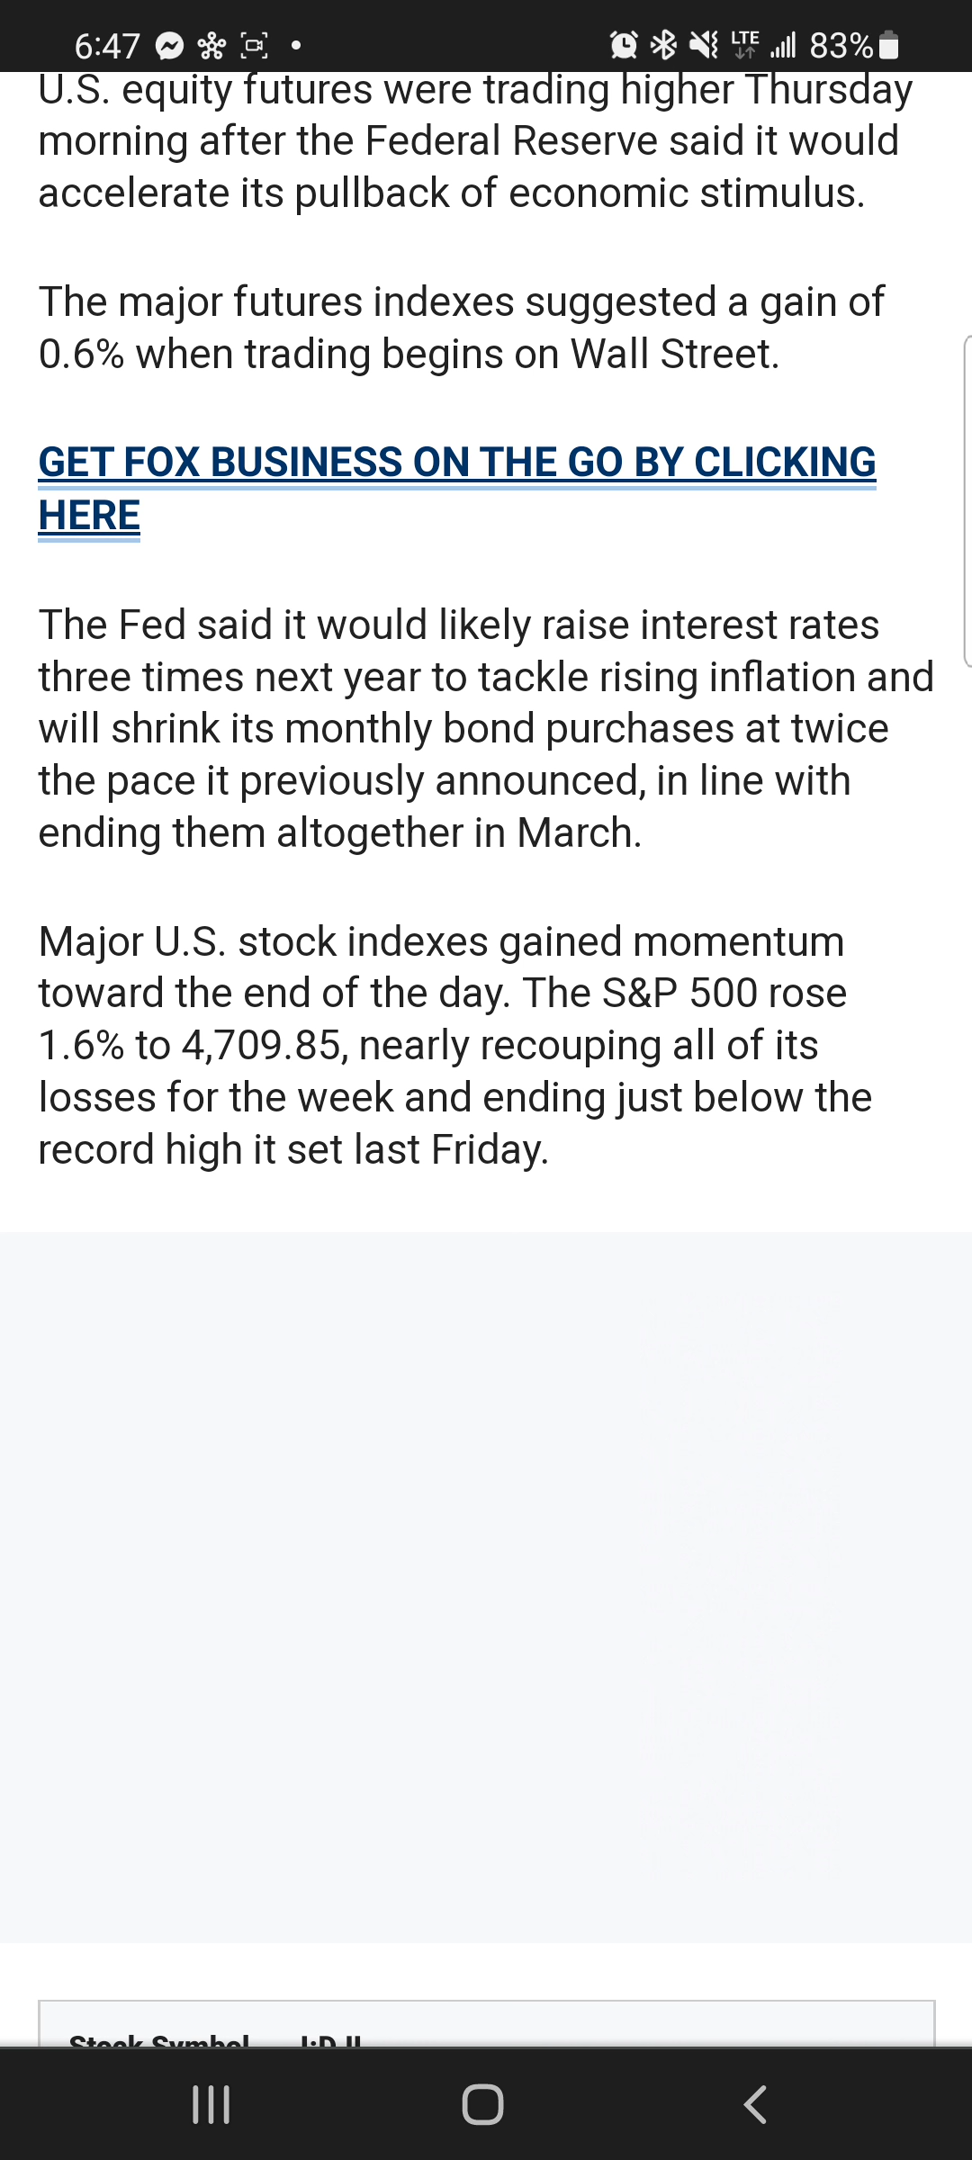 6:47 LTE 83%
U.S. equity futures were trading higher Thursday
morning after the Federal Reserve said it would
accelerate its pullback of economic stimulus.
The major futures indexes suggested a gain of
0.6% when trading begins on Wall Street.
GET FOX BUSINESS ON THE GO BY CLICKING
HERE
The Fed said it would likely raise interest rates
three times next year to tackle rising inflation and
will shrink its monthly bond purchases at twice
the pace it previously announced, in line with
ending them altogether in March.
Major U.S. stock indexes gained momentum
toward the end of the day. The S&P 500 rose
1.6% to 4,709.85, nearly recouping all of its
losses for the week and ending just below the
record high it set last Friday.
Stock Symbol